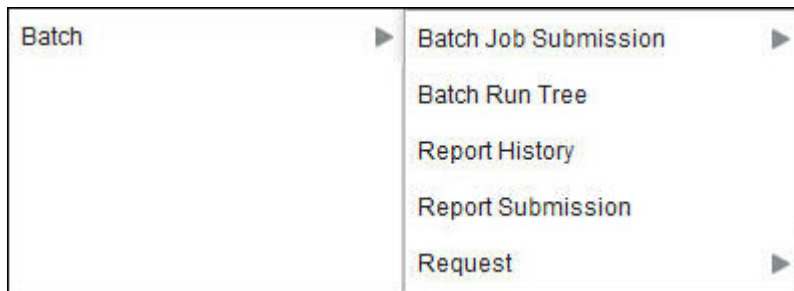 Batch
Batch Job Submission
Batch Run Tree
Report History
Report Submission
Request